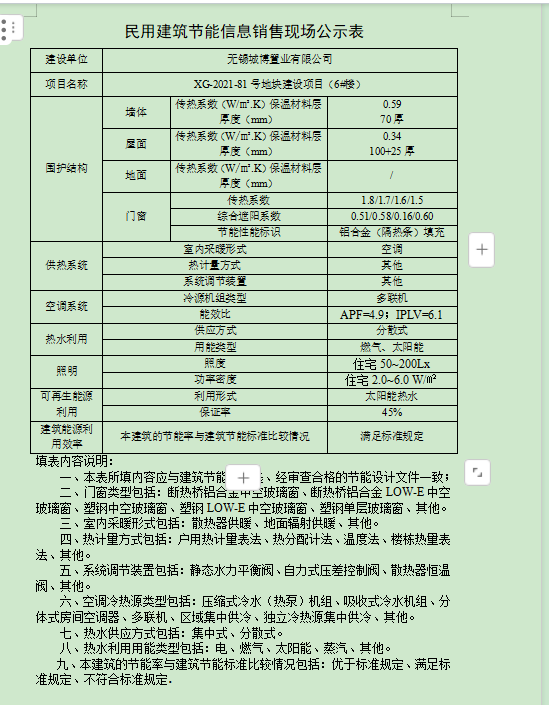 民用建筑节能信息销售现场公示表
建设单位 无锡坡博置业有限公司
项目名称 XG-2021-81 号地块建设项目（6#楼）
围护结构
墙体 传热系数（W/㎡.K）保温材料层厚度（mm） 0.59
70 厚
屋面 传热系数（W/㎡.K）保温材料层厚度（mm） 0.34
100+25 厚
地面 传热系数（W/㎡.K）保温材料层厚度（mm） /
门窗
传热系数 1.8/1.7/1.6/1.5
综合遮阳系数 0.51/0.58/0.16/0.60
节能性能标识 铝合金（隔热条）填充
供热系统
室内采暖形式 空调
热计量方式 其他
系统调节装置 其他
空调系统
冷源机组类型 多联机
能效比 APF=4.9；IPLV=6.1
热水利用
供应方式 分散式
用能类型 燃气、太阳能
照明
照度 住宅 50~200Lx
功率密度 住宅 2.0~6.0 W/㎡
可再生能源利用
利用形式 太阳能热水
保证率 45%
建筑能源利用效率 本建筑的节能率与建筑节能标准比较情况 满足标准规定
填表内容说明：
一、本表所填内容应与建筑节能 、经审查合格的节能设计文件一致；
二、门窗类型包括：断热桥铝合金中空玻璃窗、断热桥铝合金 LOW-E 中空
玻璃窗、塑钢中空玻璃窗、塑钢 LOW-E 中空玻璃窗、塑钢单层玻璃窗、其他。
三、室内采暖形式包括：散热器供暖、地面辐射供暖、其他。
四、热计量方式包括：户用热计量表法、热分配计法、温度法、楼栋热量表
法、其他。
五、系统调节装置包括：静态水力平衡阀、自力式压差控制阀、散热器恒温
阀、其他。
六、空调冷热源类型包括：压缩式冷水（热泵）机组、吸收式冷水机组、分
体式房间空调器、多联机、区域集中供冷、独立冷热源集中供冷、其他。
七、热水供应方式包括：集中式、分散式。
八、热水利用用能类型包括：电、燃气、太阳能、蒸汽、其他。
九、本建筑的节能率与建筑节能标准比较情况包括：优于标准规定、满足标
准规定、不符合标准规定.